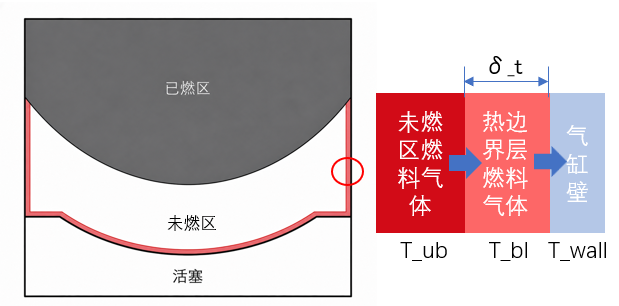 已燃区
未燃区
活塞
δ_t
未燃
区燃
料气
体
热边
界层
燃料
气体
气
缸
壁
T_ub
T_bl
T_wall